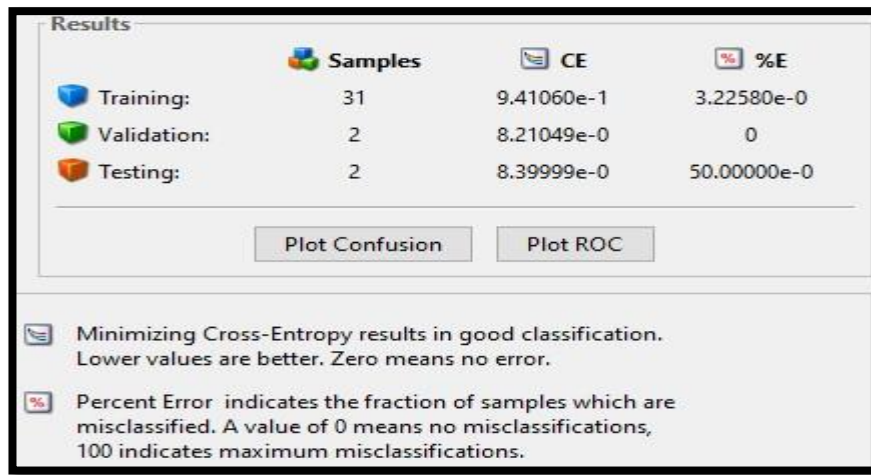 Results
Samples CE % %E
Training: 31 9.41060e-1 3.22580e-0
Validation: 2 8.21049e-0 0
Testing: 2 8.39999e-0 50.00000e-0
Plot Confusion Plot ROC
Minimizing Cross-Entropy results in good classification.
Lower values are better. Zero means no error.
% Percent Error indicates the fraction of samples which are
misclassified. A value of 0 means no misclassifications,
100 indicates maximum misclassifications.